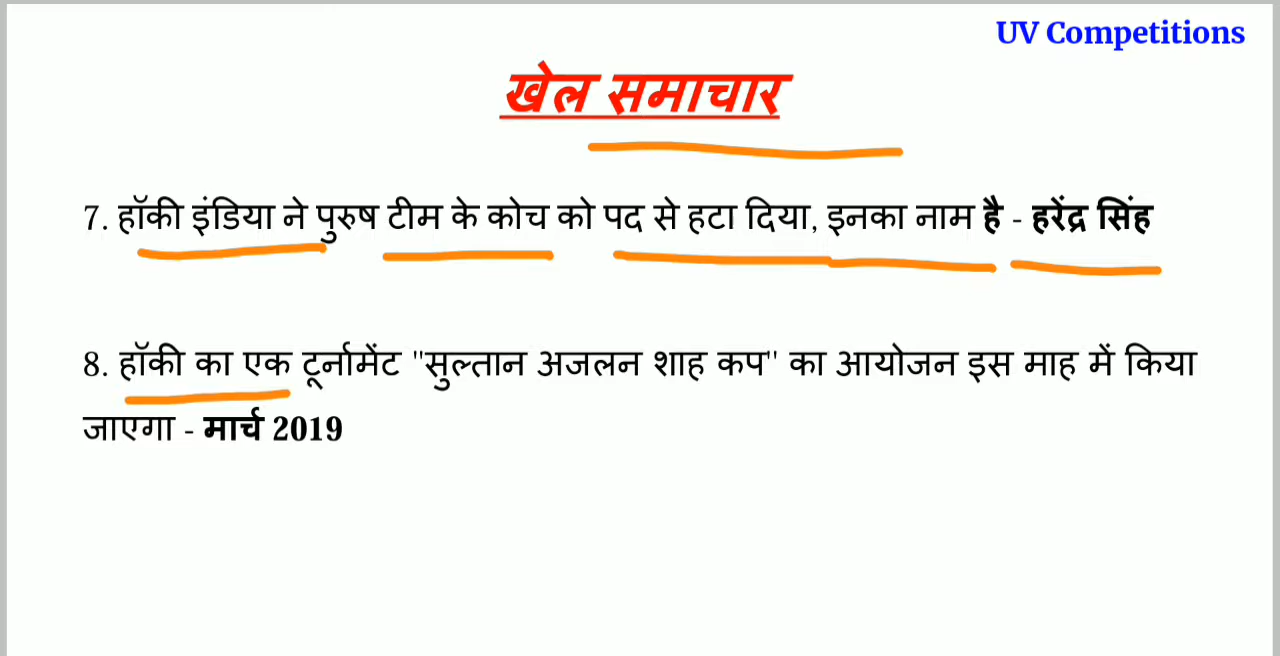 UV Competitions
खेल समाचार
7. हॉकी इंडिया ने पुरुष टीम के कोच को पद से हटा दिया, इनका नाम है - हरेंद्र सिंह
8. हॉकी का एक टूर्नामेंट "सुल्तान अजलन शाह कप" का आयोजन इस माह में किया
जाएगा - मार्च 2019